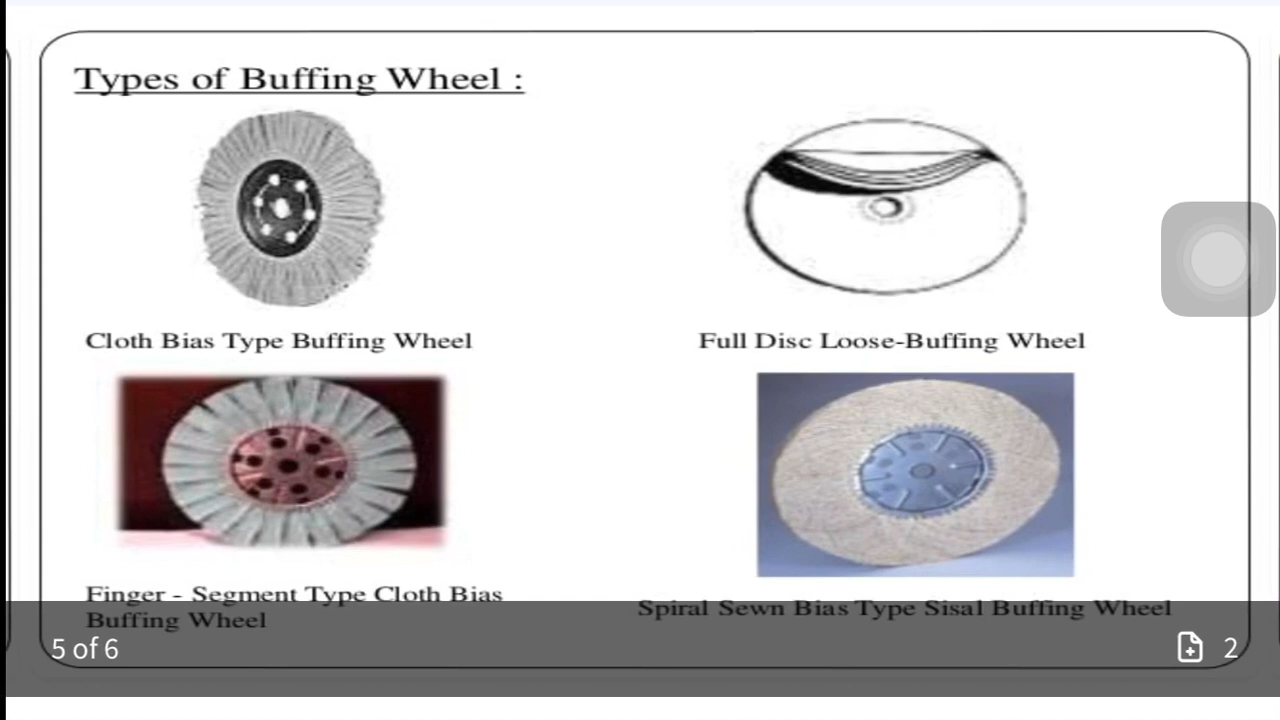 Types of Buffing Wheel :
Cloth Bias Type Buffing Wheel
Full Disc Loose-Buffing Wheel
Finger - Segment Type Cloth Bias
Buffing Wheel
Spiral Sewn Bias Type Sisal Buffing Wheel
5 of 6
2